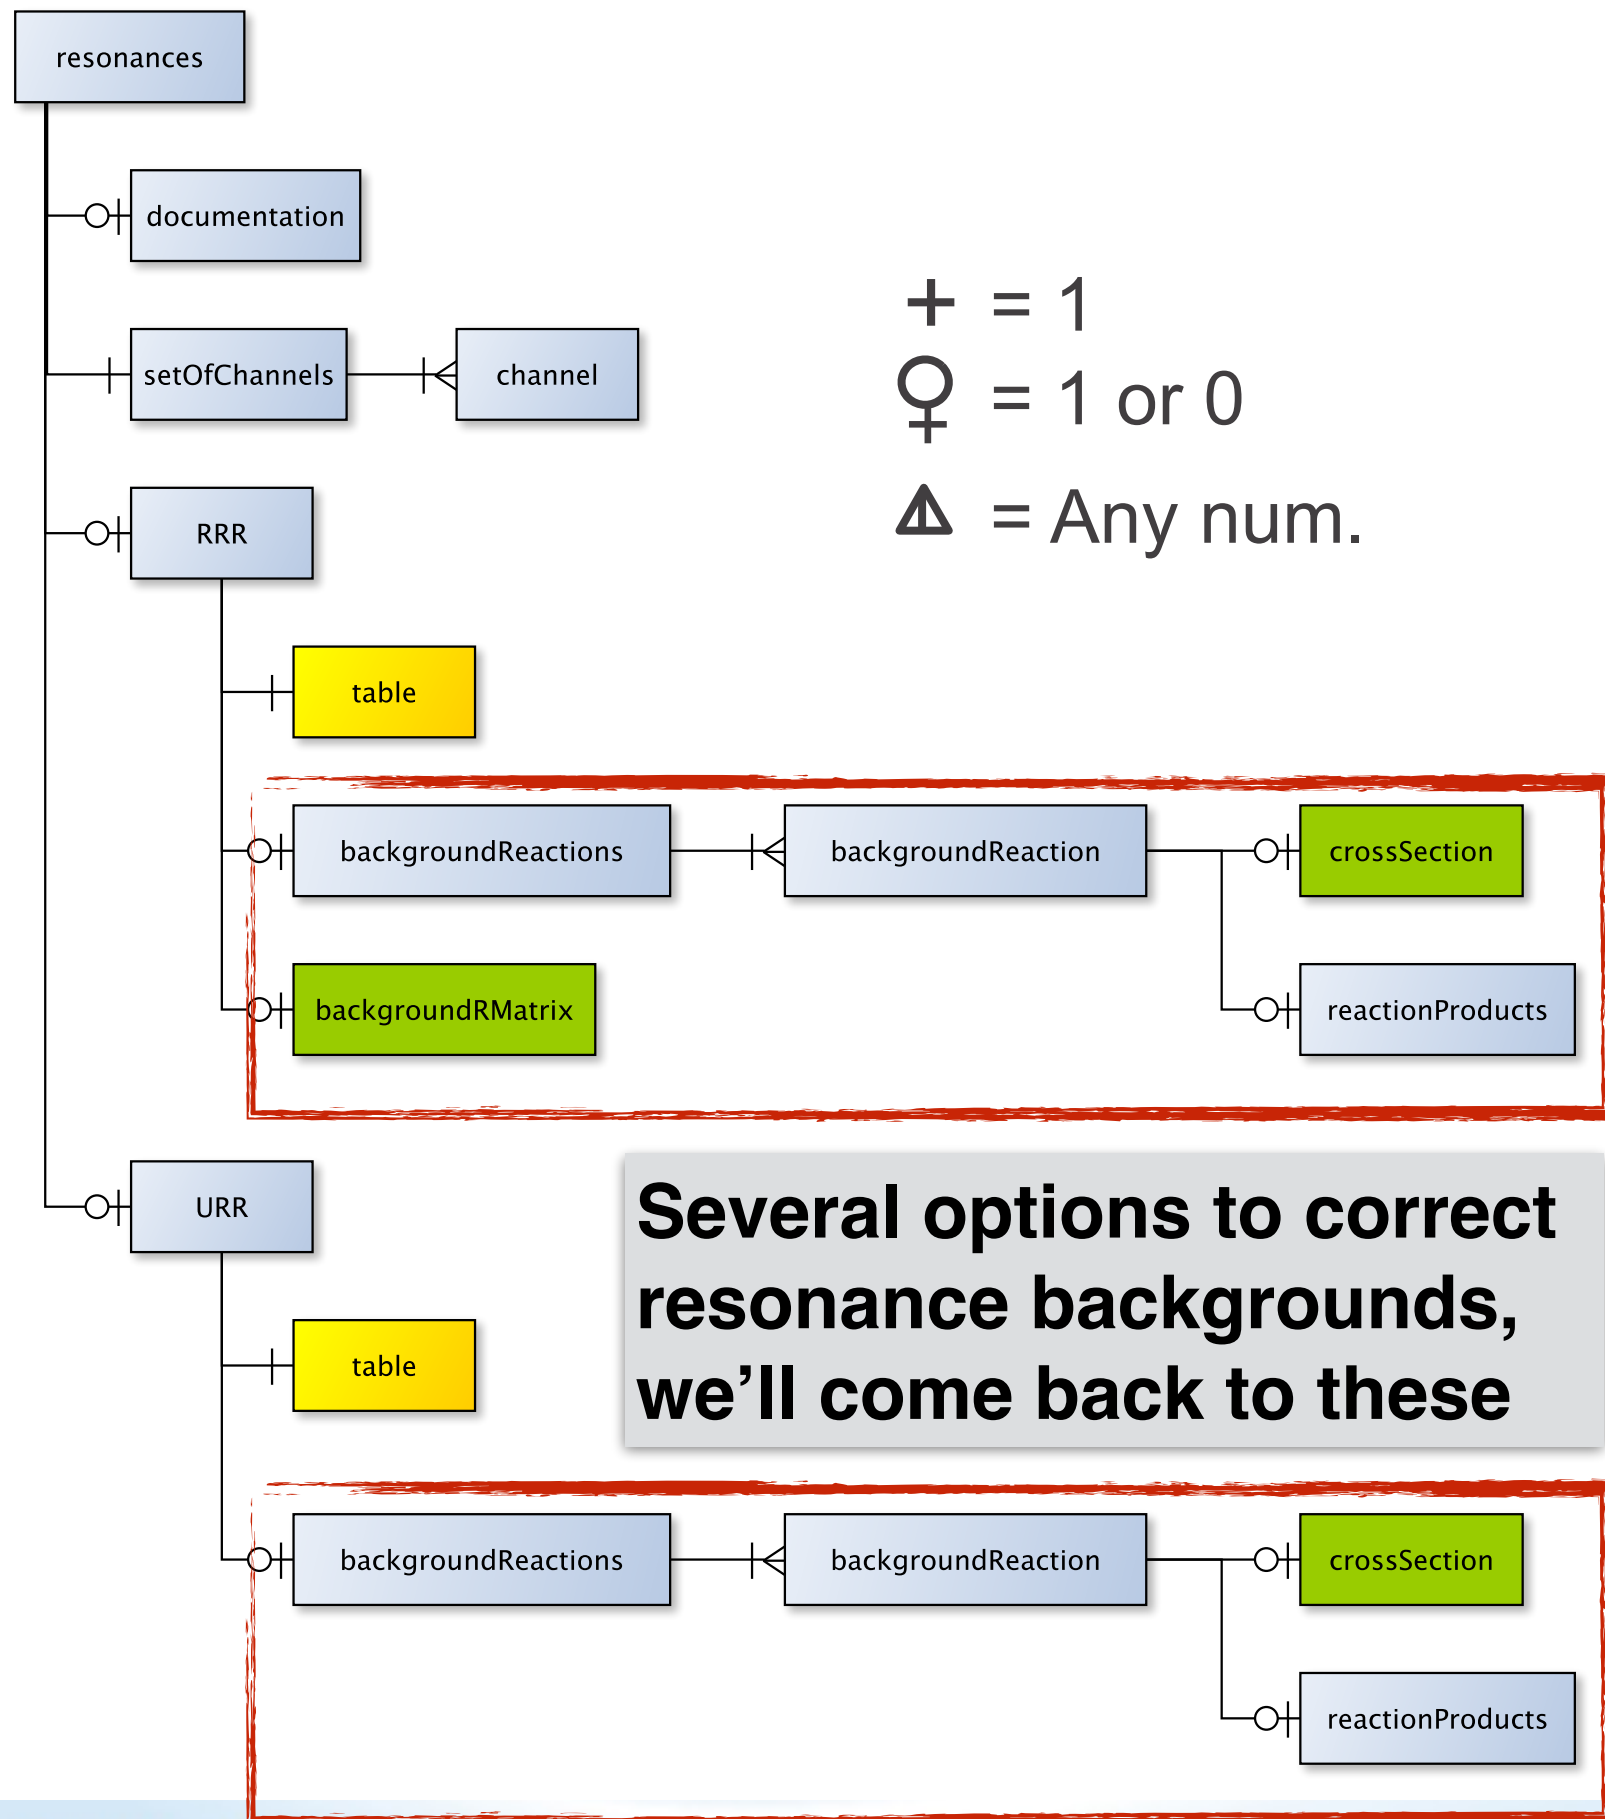 resonances
documentation
setOfChannels
channel
+ = 1
♀ = 1 or 0
= Any num.
RRR
table
backgroundReactions
backgroundReaction
crossSection
backgroundRMatrix
reactionProducts
URR
Several options to correct
resonance backgrounds,
we’ll come back to these
table
backgroundReactions
backgroundReaction
crossSection
reactionProducts